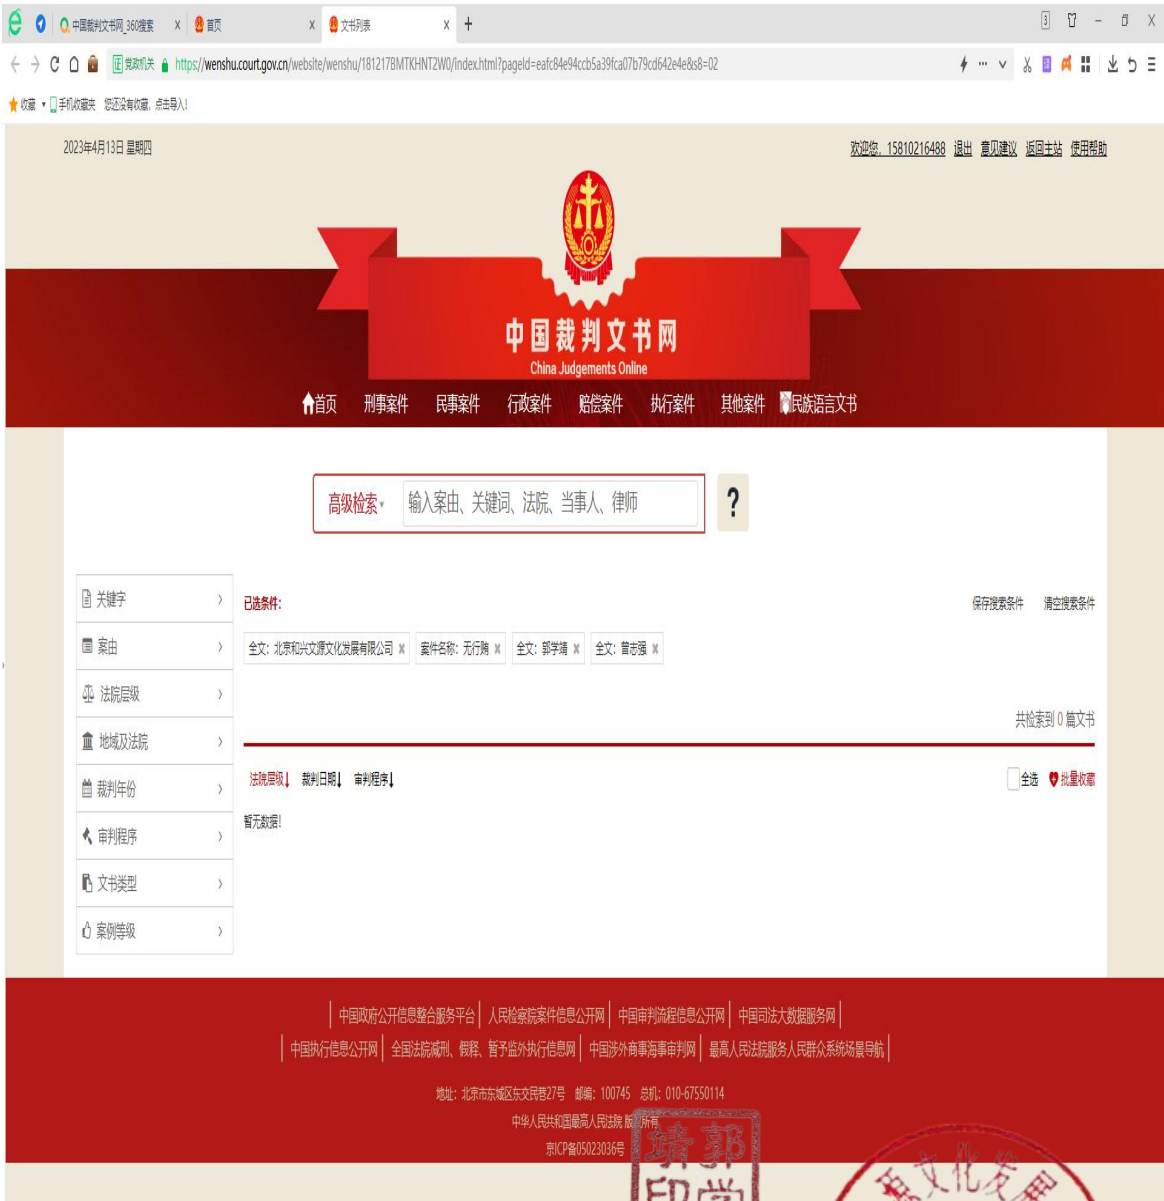 中国裁判文书网_360搜索 首页 文书列表
3
证 党政机关 https://wenshu.court.gov.cn/website/wenshu/181217BMTKHNT2W0/index.html?pageId=eafc84e94ccb5a39fca07b79cd642e4e&s8=02
收藏 手机收藏夹 您还没有收藏, 点击导入!
2023年4月13日 星期四
欢迎您, 15810216488 退出 意见建议 返回主站 使用帮助
中国裁判文书网
China Judgements Online
首页 刑事案件 民事案件 行政案件 赔偿案件 执行案件 其他案件 民族语言文书
高级检索 输入案由、关键词、法院、当事人、律师 ?
关键字
案由
法院层级
地域及法院
裁判年份
审判程序
文书类型
案例等级
已选条件:
保存搜索条件 清空搜索条件
全文: 北京和兴文源文化发展有限公司 × 案件名称: 无行贿 × 全文: 郭学靖 × 全文: 曾志强 ×
共检索到 0 篇文书
法院层级↓ 裁判日期↓ 审判程序↓
全选 批量收藏
暂无数据!
中国政府公开信息整合服务平台 | 人民检察院案件信息公开网 | 中国审判流程信息公开网 | 中国司法大数据服务网 |
中国执行信息公开网 | 全国法院减刑、假释、暂予监外执行信息网 | 中国涉外商事海事审判网 | 最高人民法院服务人民群众系统场景导航 |
地址: 北京市东城区东交民巷27号 邮编: 100745 总机: 010-67550114
中华人民共和国最高人民法院 版权所有
京ICP备05023036号
郭学靖印
文化发展